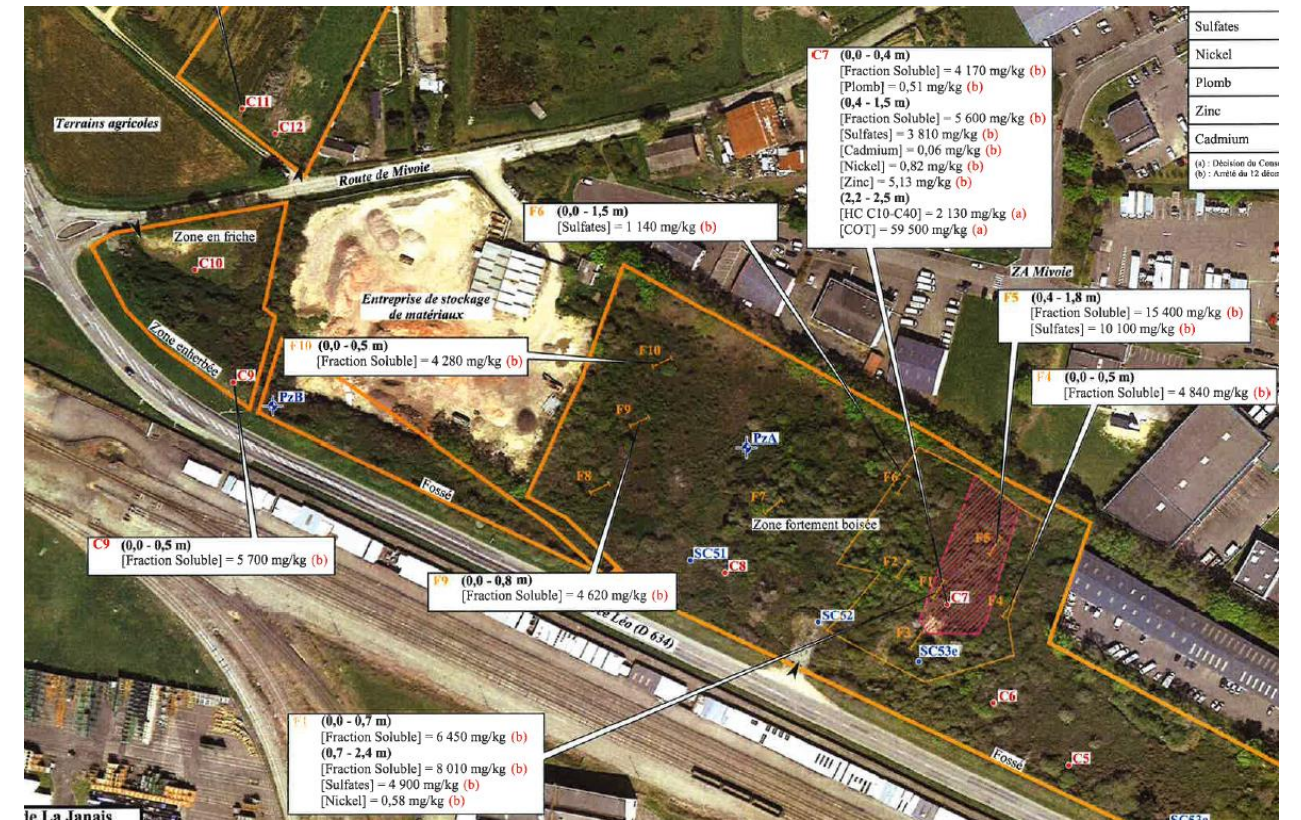 Sulfates
Nickel
Plomb
Zinc
Cadmium
(a) : Décision du
(b) : Arrêté du 12
C7 (0,0 - 0,4 m)
[Fraction Soluble] = 4 170 mg/kg (b)
[Plomb] = 0,51 mg/kg (b)
(0,4 - 1,5 m)
[Fraction Soluble] = 5 600 mg/kg (b)
[Sulfates] = 3 810 mg/kg (b)
[Cadmium] = 0,06 mg/kg (b)
[Nickel] = 0,82 mg/kg (b)
[Zinc] = 5,13 mg/kg (b)
(2,2 - 2,5 m)
[HC C10-C40] = 2 130 mg/kg (a)
[COT] = 59 500 mg/kg (a)
C11
C12
Terrains agricoles
Route de Mivoie
F6 (0,0 - 1,5 m)
[Sulfates] = 1 140 mg/kg (b)
Zone en friche
C10
ZA Mivoie
Entreprise de stockage
de matériaux
F5 (0,4 - 1,8 m)
[Fraction Soluble] = 15 400 mg/kg (b)
[Sulfates] = 10 100 mg/kg (b)
Zone enherbée
F10 (0,0 - 0,5 m)
[Fraction Soluble] = 4 280 mg/kg (b)
F10
F4 (0,0 - 0,5 m)
[Fraction Soluble] = 4 840 mg/kg (b)
C9
PzB
F9
PzA
Fossé
F8
F7
F6
Zone fortement boisée
C9 (0,0 - 0,5 m)
[Fraction Soluble] = 5 700 mg/kg (b)
F5
SC51
C8
F2
F1
F9 (0,0 - 0,8 m)
[Fraction Soluble] = 4 620 mg/kg (b)
C7
F4
Léo (D 634)
SC52
F3
SC53e
C6
F1 (0,0 - 0,7 m)
[Fraction Soluble] = 6 450 mg/kg (b)
(0,7 - 2,4 m)
[Fraction Soluble] = 8 010 mg/kg (b)
[Sulfates] = 4 900 mg/kg (b)
[Nickel] = 0,58 mg/kg (b)
Fossé
C5
de La Janais
SC53e